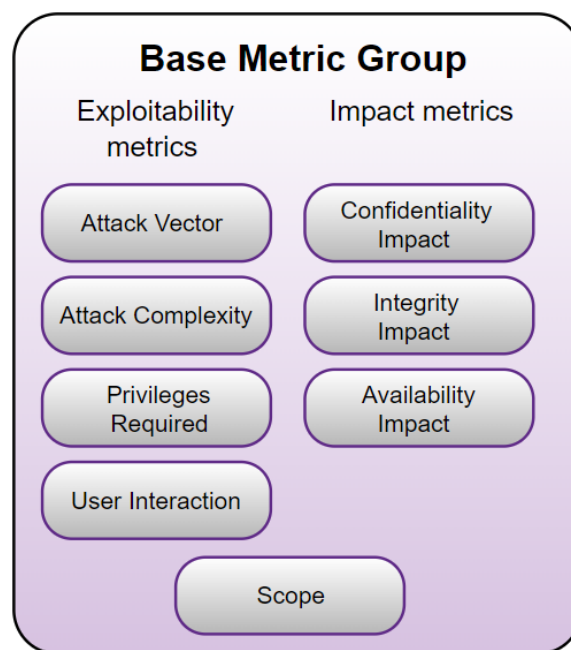 Base Metric Group
Exploitability
metrics
Impact metrics
Attack Vector
Confidentiality
Impact
Attack Complexity
Integrity
Impact
Privileges
Required
Availability
Impact
User Interaction
Scope